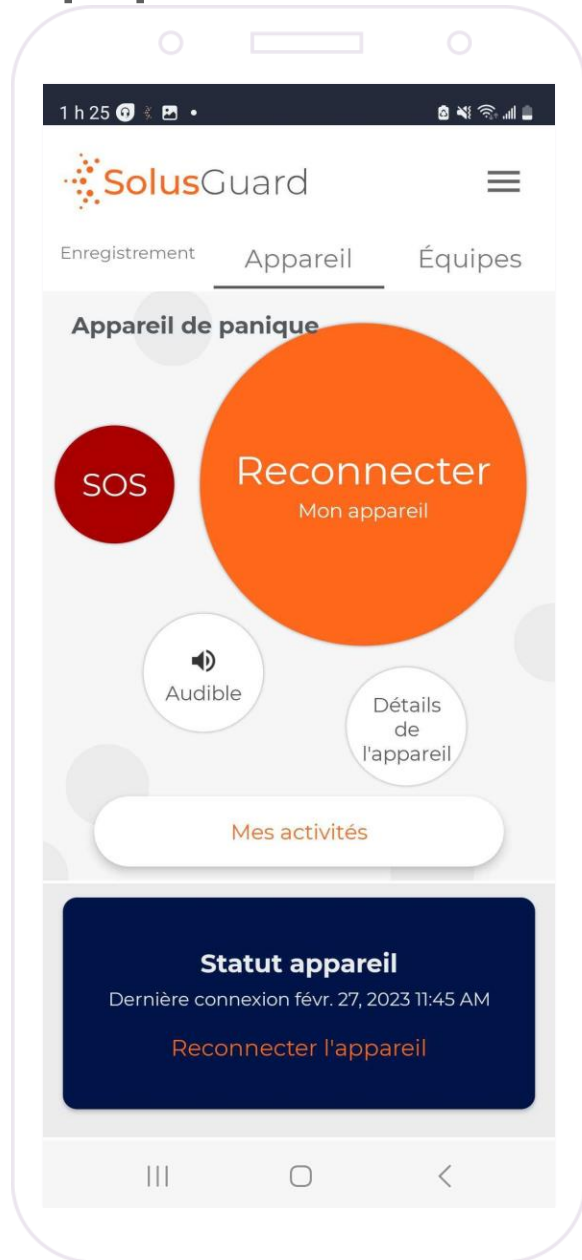 1 h 25
SolusGuard
Enregistrement Appareil Équipes
Appareil de panique
SOS
Reconnecter
Mon appareil
Audible
Détails
de
l'appareil
Mes activités
Statut appareil
Dernière connexion févr. 27, 2023 11:45 AM
Reconnecter l'appareil